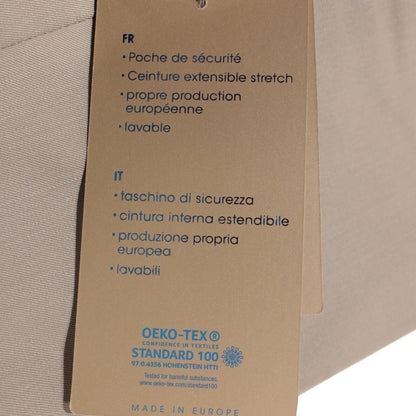 FR
• Poche de sécurité
• Ceinture extensible stretch
• propre production
européenne
• lavable
IT
• taschino di sicurezza
• cintura interna estendibile
• produzione propria
europea
• lavabili
OEKO-TEX®
CONFIDENCE IN TEXTILES
STANDARD 100
97.0.4356 HOHENSTEIN HTTI
Tested for harmful substances.
www.oeko-tex.com/standard100
MADE IN EUROPE